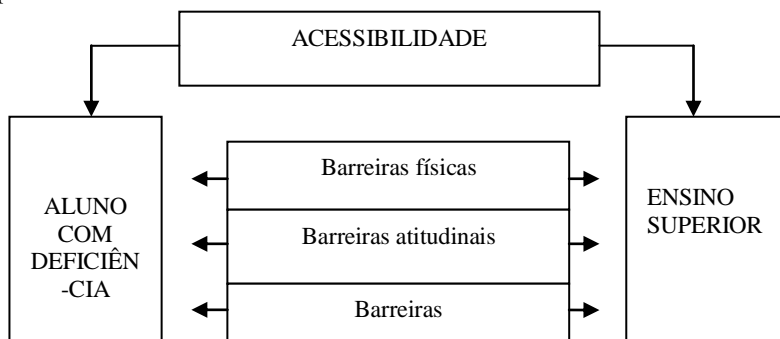 ACESSIBILIDADE
ALUNO
COM
DEFICIÊN
-CIA
Barreiras físicas
Barreiras atitudinais
Barreiras
ENSINO
SUPERIOR